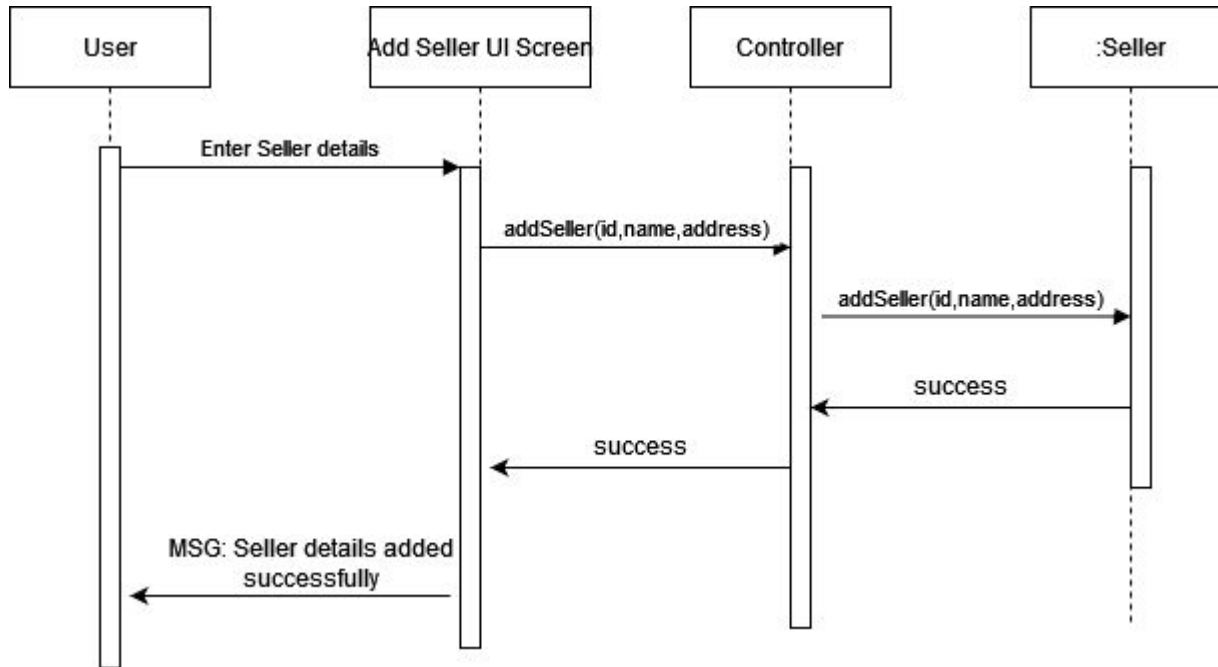 User
Add Seller UI Screen
Controller
:Seller
Enter Seller details
addSeller(id,name,address)
addSeller(id,name,address)
success
success
MSG: Seller details added
successfully